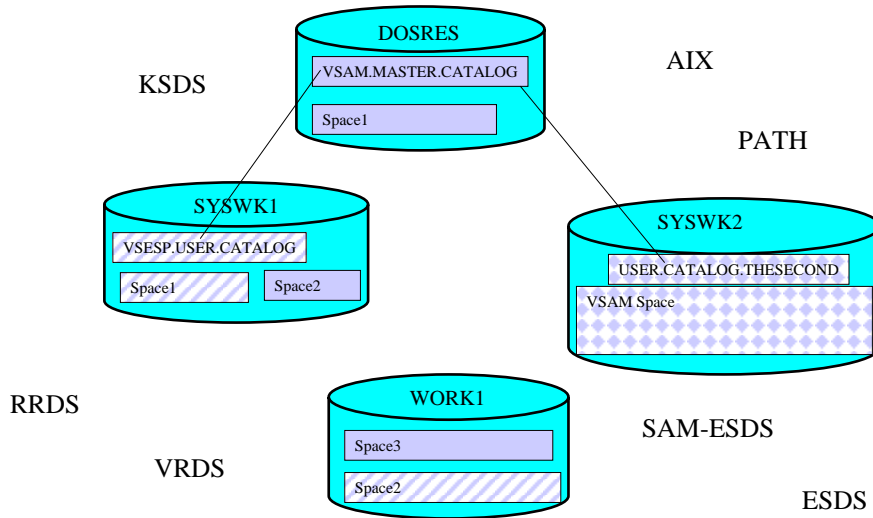 DOSRES
VSAM.MASTER.CATALOG
AIX
KSDS
Space1
PATH
SYSWK1
SYSWK2
VSESP.USER.CATALOG
USER.CATALOG.THESECOND
Space1
Space2
VSAM Space
RRDS
WORK1
SAM-ESDS
Space3
VRDS
Space2
ESDS